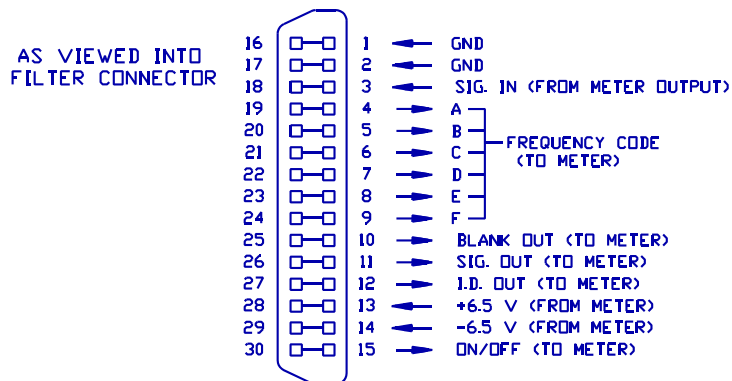 AS VIEWED INTO
FILTER CONNECTOR
16 1 GND
17 2 GND
18 3 SIG. IN (FROM METER OUTPUT)
19 4 A
20 5 B
21 6 C
22 7 D
23 8 E
24 9 F
FREQUENCY CODE
(TO METER)
25 10 BLANK OUT (TO METER)
26 11 SIG. OUT (TO METER)
27 12 I.D. OUT (TO METER)
28 13 +6.5 V (FROM METER)
29 14 -6.5 V (FROM METER)
30 15 ON/OFF (TO METER)